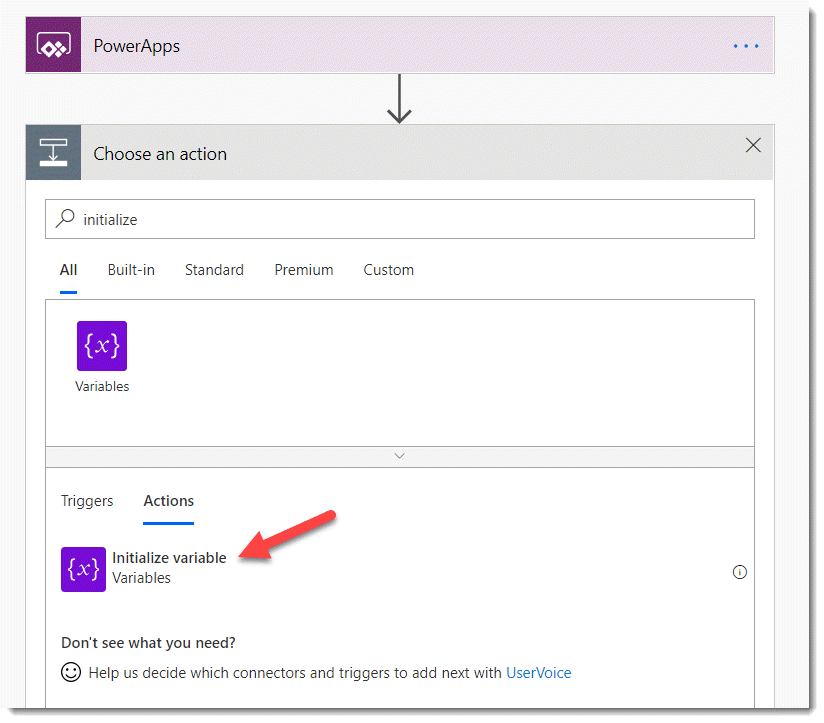 PowerApps
Choose an action
initialize
All Built-in Standard Premium Custom
{x}
Variables
Triggers Actions
{x}
Initialize variable
Variables
Don't see what you need?
Help us decide which connectors and triggers to add next with UserVoice